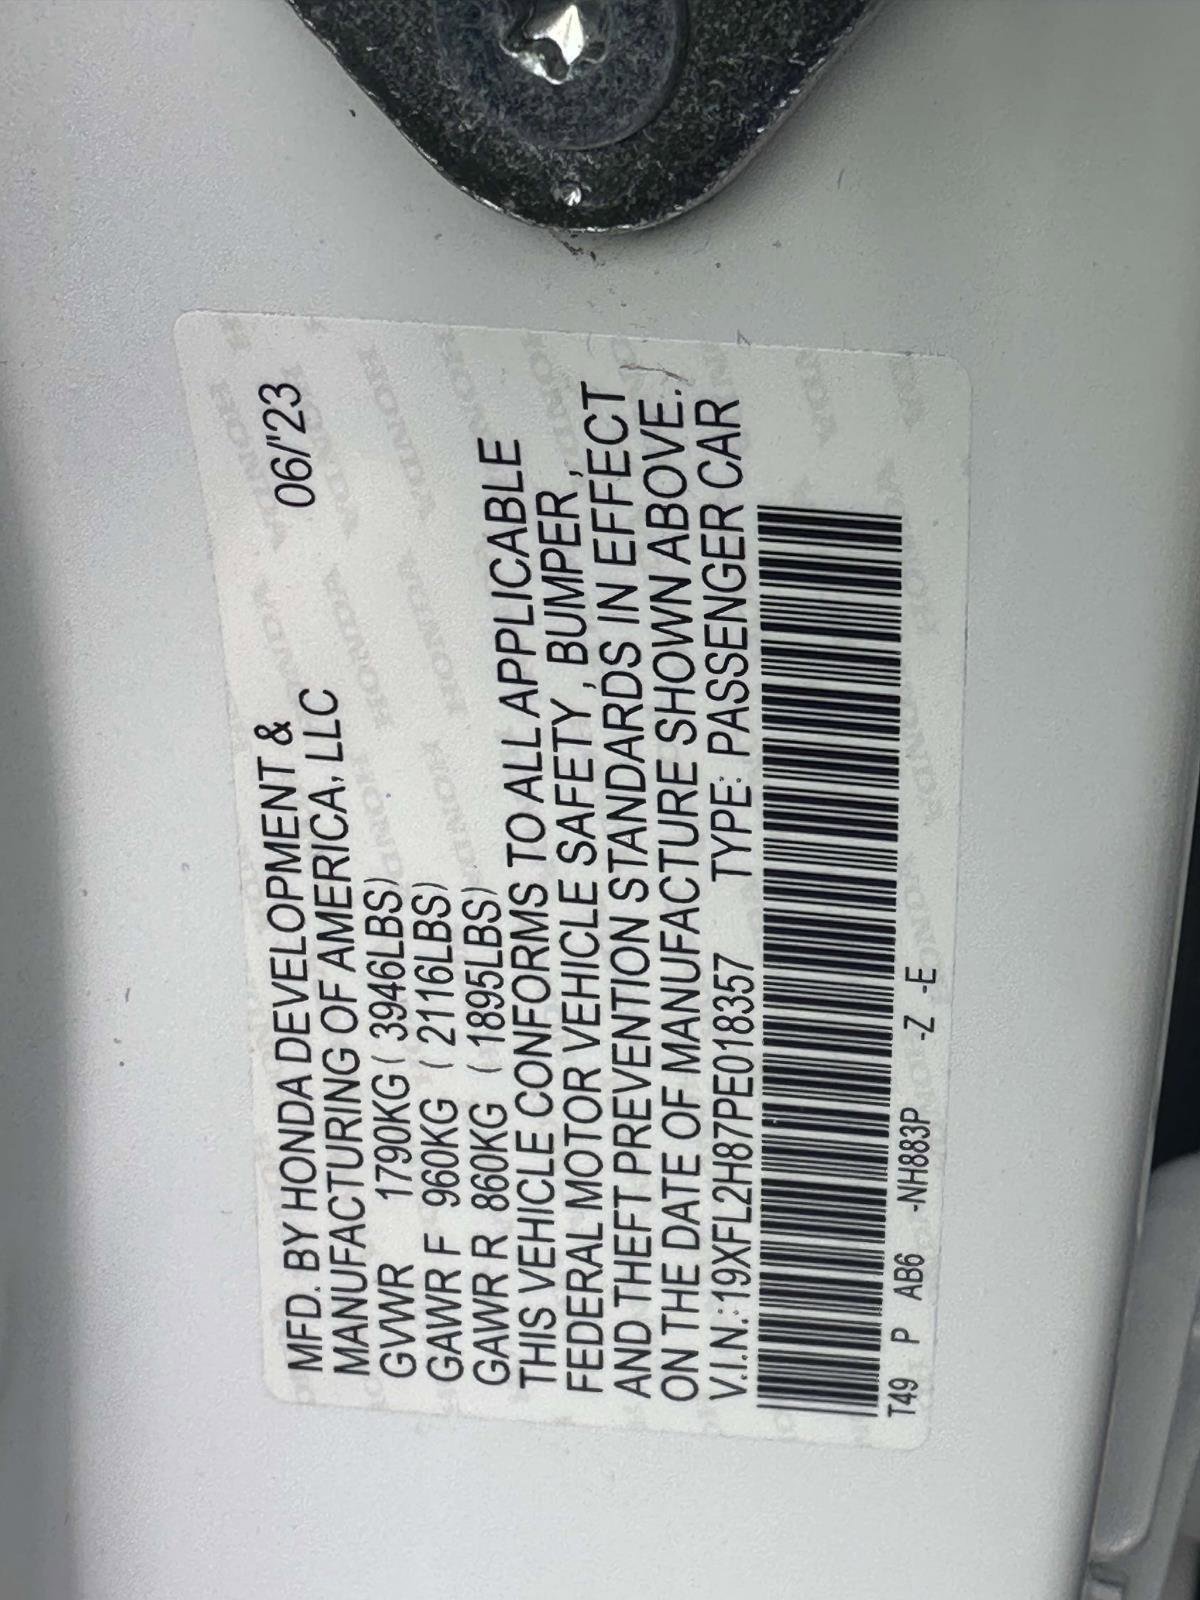 MFD. BY HONDA DEVELOPMENT &
MANUFACTURING OF AMERICA, LLC 06/'23
GVWR 1790KG ( 3946LBS)
GAWR F 960KG ( 2116LBS)
GAWR R 860KG ( 1895LBS)
THIS VEHICLE CONFORMS TO ALL APPLICABLE
FEDERAL MOTOR VEHICLE SAFETY , BUMPER ,
AND THEFT PREVENTION STANDARDS IN EFFECT
ON THE DATE OF MANUFACTURE SHOWN ABOVE.
V.I.N.: 19XFL2H87PE018357 TYPE: PASSENGER CAR
T49 P AB6 -NH883P -Z -E